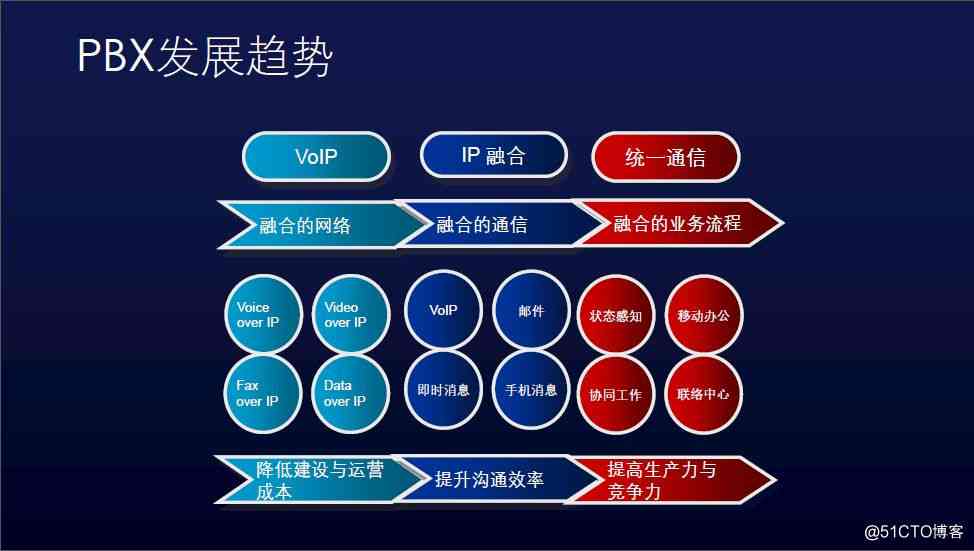 PBX发展趋势
VoIP
IP 融合
统一通信
融合的网络
融合的通信
融合的业务流程
Voice
over IP
Video
over IP
VoIP
邮件
状态感知
移动办公
Fax
over IP
Data
over IP
即时消息
手机消息
协同工作
联络中心
降低建设与运营
成本
提升沟通效率
提高生产力与
竞争力
@51CTO博客